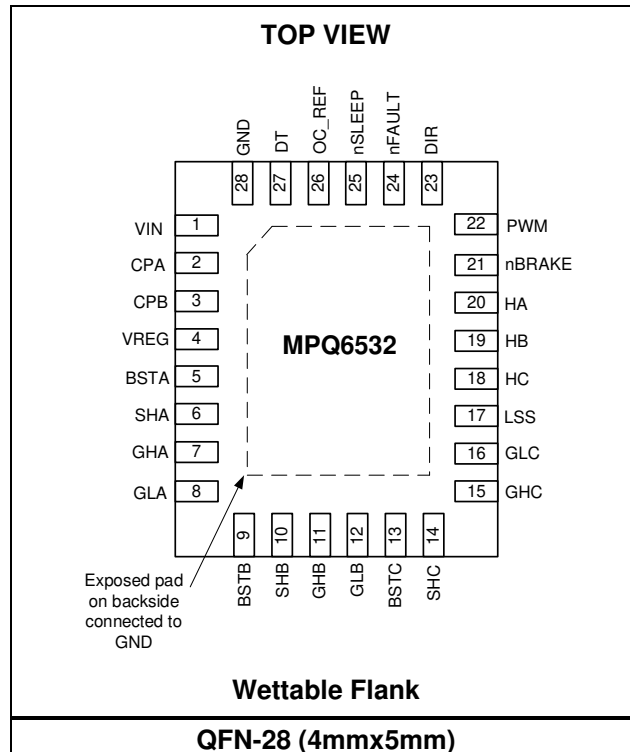 TOP VIEW
GND
DT
OC_REF
nSLEEP
nFAULT
DIR
28
27
26
25
24
23
VIN 1
CPA 2
CPB 3
VREG 4
BSTA 5
SHA 6
GHA 7
GLA 8
MPQ6532
22 PWM
21 nBRAKE
20 HA
19 HB
18 HC
17 LSS
16 GLC
15 GHC
9
10
11
12
13
14
BSTB
SHB
GHB
GLB
BSTC
SHC
Exposed pad
on backside
connected to
GND
Wettable Flank
QFN-28 (4mmx5mm)